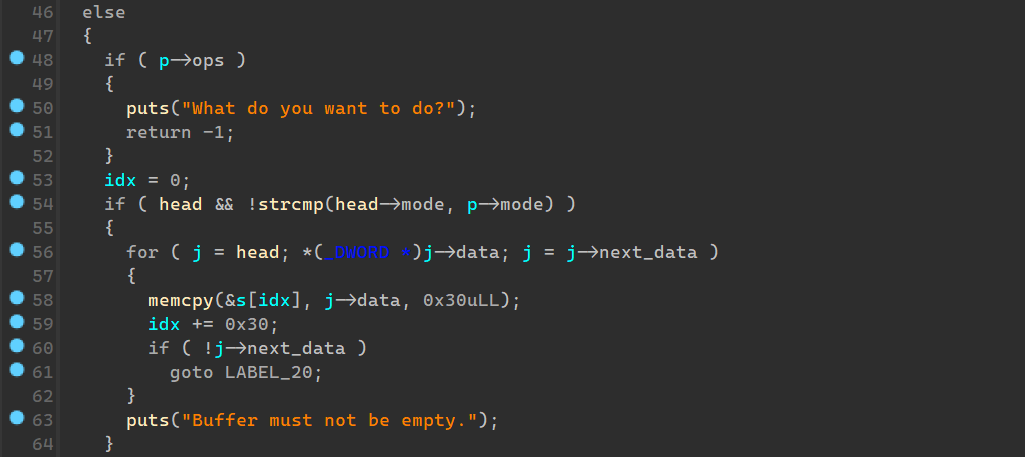 46 else
47 {
48 if ( p->ops )
49 {
50 puts("What do you want to do?");
51 return -1;
52 }
53 idx = 0;
54 if ( head && !strcmp(head->mode, p->mode) )
55 {
56 for ( j = head; *(_DWORD *)j->data; j = j->next_data )
57 {
58 memcpy(&s[idx], j->data, 0x30uLL);
59 idx += 0x30;
60 if ( !j->next_data )
61 goto LABEL_20;
62 }
63 puts("Buffer must not be empty.");
64 }